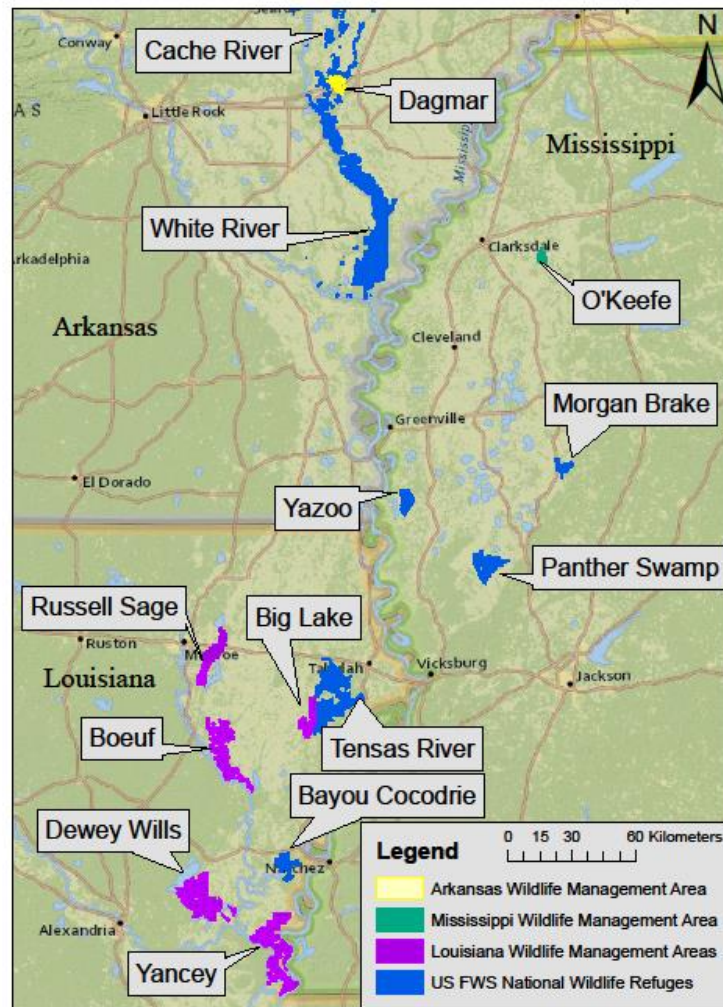 Conway
Cache River
N
Little Rock
Dagmar
Mississippi
Mississippi
White River
Clarksdale
O'Keefe
Arkansas
Cleveland
Morgan Brake
Greenville
El Dorado
Yazoo
Panther Swamp
Russell Sage
Big Lake
Ruston
Vicksburg
Jackson
Louisiana
Boeuf
Tensas River
Bayou Cocodrie
Dewey Wills
Alexandria
Yancey
Legend
0 15 30 60 Kilometers
Arkansas Wildlife Management Area
Mississippi Wildlife Management Area
Louisiana Wildlife Management Areas
US FWS National Wildlife Refuges